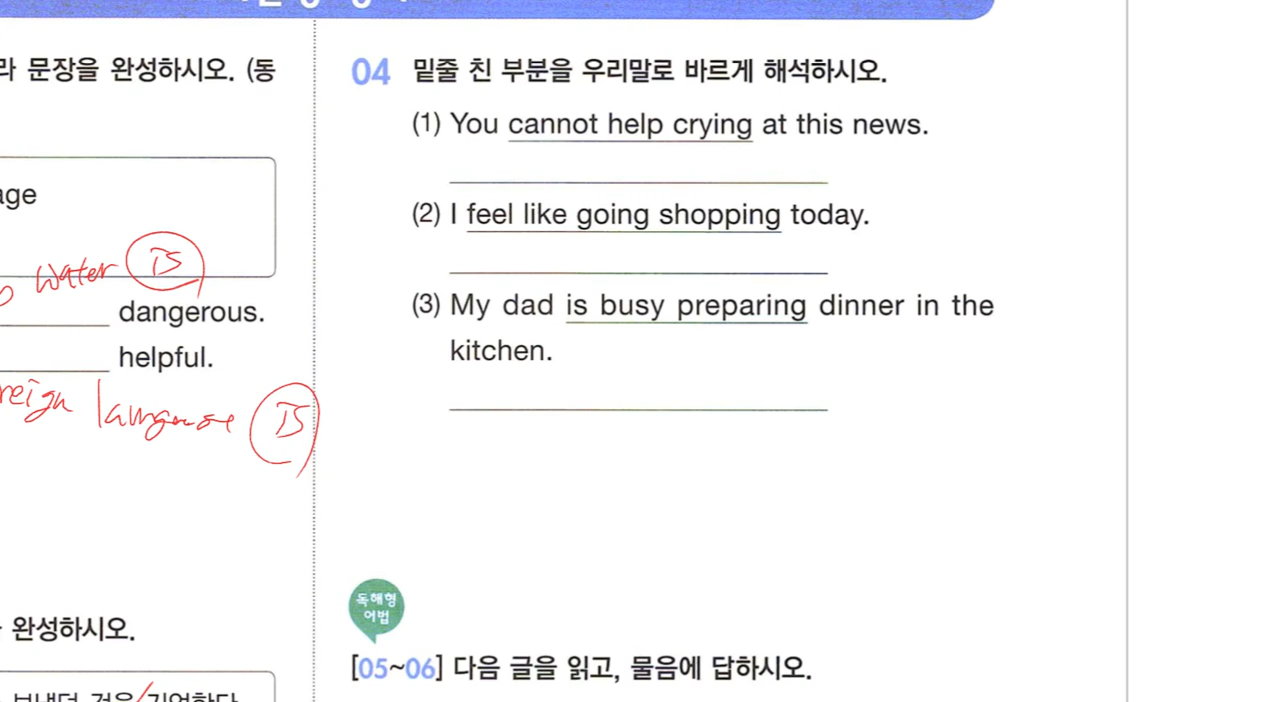 라 문장을 완성하시오. (동
age
water is
dangerous.
helpful.
language is
완성하시오.
04 밑줄 친 부분을 우리말로 바르게 해석하시오.
(1) You cannot help crying at this news.
(2) I feel like going shopping today.
(3) My dad is busy preparing dinner in the
kitchen.
독해형
어법
[05~06] 다음 글을 읽고, 물음에 답하시오.